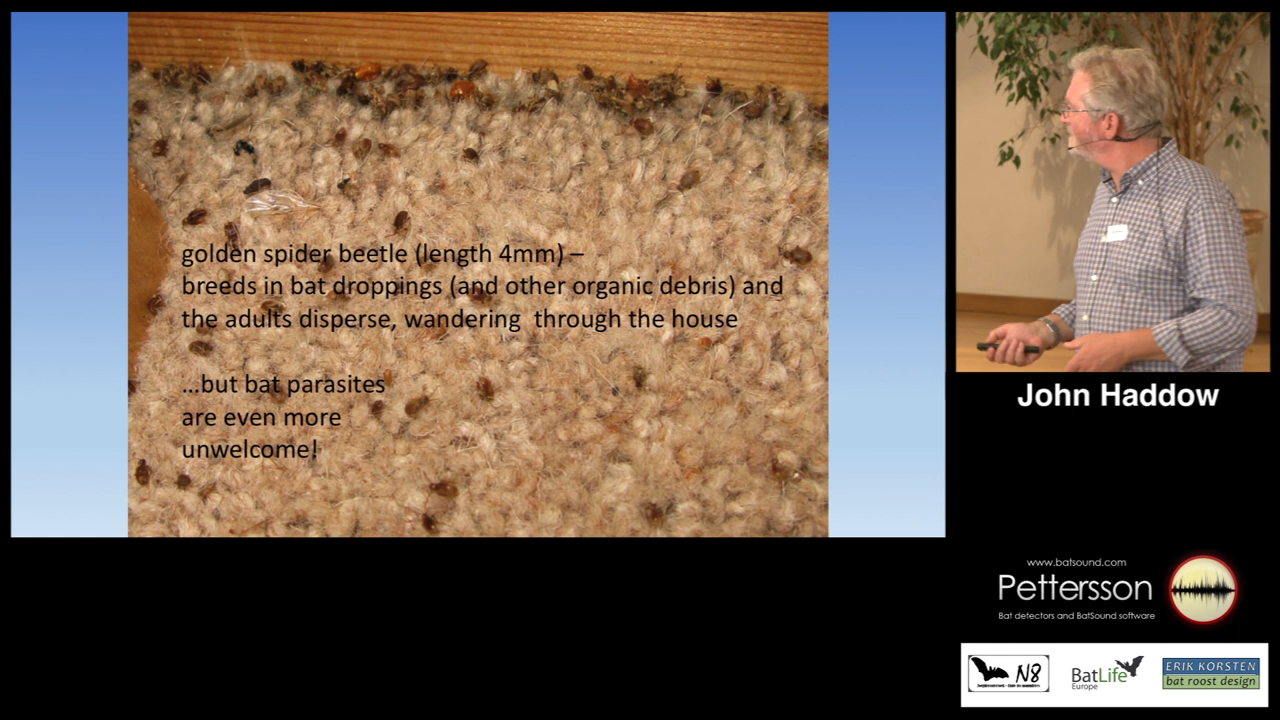 golden spider beetle (length 4mm) –
breeds in bat droppings (and other organic debris) and
the adults disperse, wandering through the house
...but bat parasites
are even more
unwelcome!
John Haddow
www.batsound.com
Pettersson
Bat detectors and BatSound software
N8
BatLife
Europe
ERIK KORSTEN
bat roost design